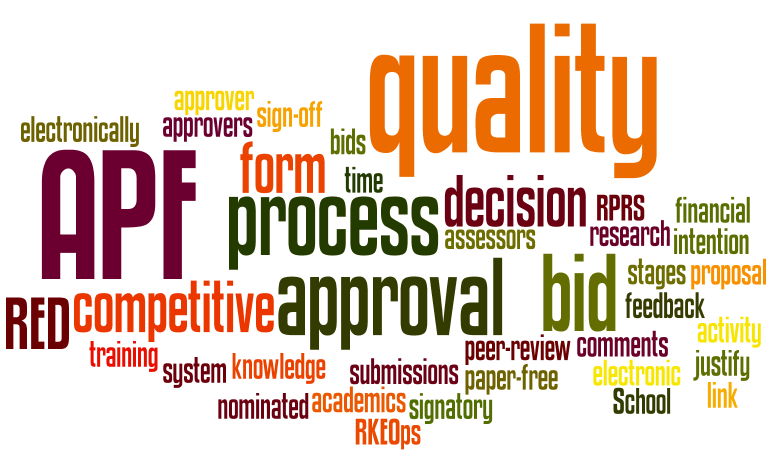 quality
approver
sign-off
electronically
approvers
bids
APF
form
time
process
decision
RPRS
financial
assessors
research
intention
approval
bid
stages
proposal
RED
competitive
feedback
training
system
knowledge
submissions
peer-review
comments
activity
paper-free
electronic
justify
nominated
academics
signatory
School
link
RKEOps